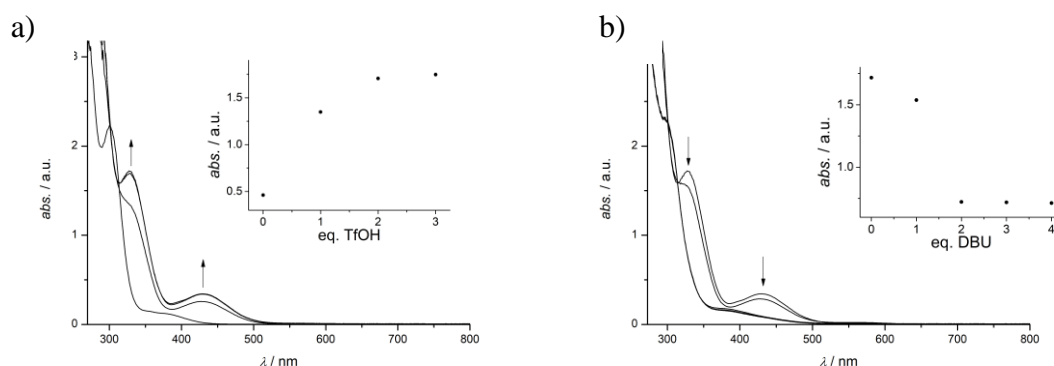 a)
3
2
1
0
abs. / a.u.
300 400 500 600 700 800
λ / nm
1.5
1.0
0.5
abs. / a.u.
0 1 2 3
eq. TfOH
b)
3
2
1
0
abs. / a.u.
300 400 500 600 700 800
λ / nm
1.5
1.0
abs. / a.u.
0 1 2 3 4
eq. DBU